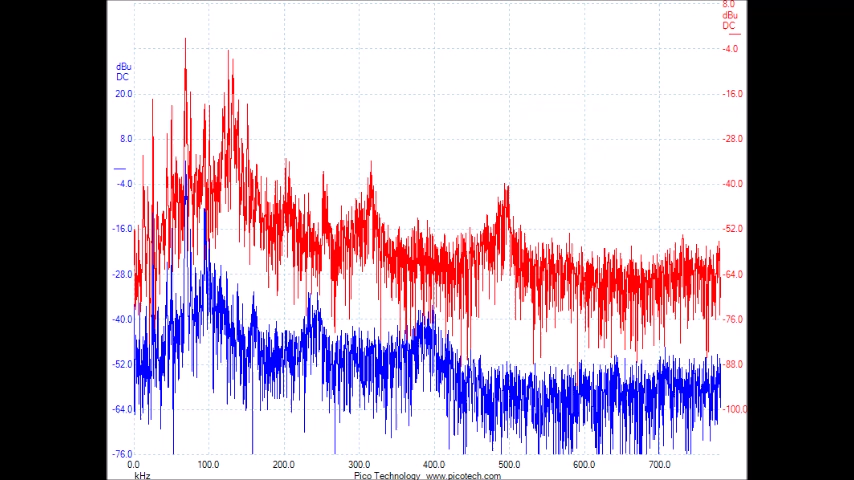 8.0
dBu
DC
-4.0
dBu
DC
20.0 -16.0
8.0 -28.0
-4.0 -40.0
-16.0 -52.0
-28.0 -64.0
-40.0 -76.0
-52.0 -88.0
-64.0 -100.0
-76.0
0.0 100.0 200.0 300.0 400.0 500.0 600.0 700.0
kHz Pico Technology www.picotech.com